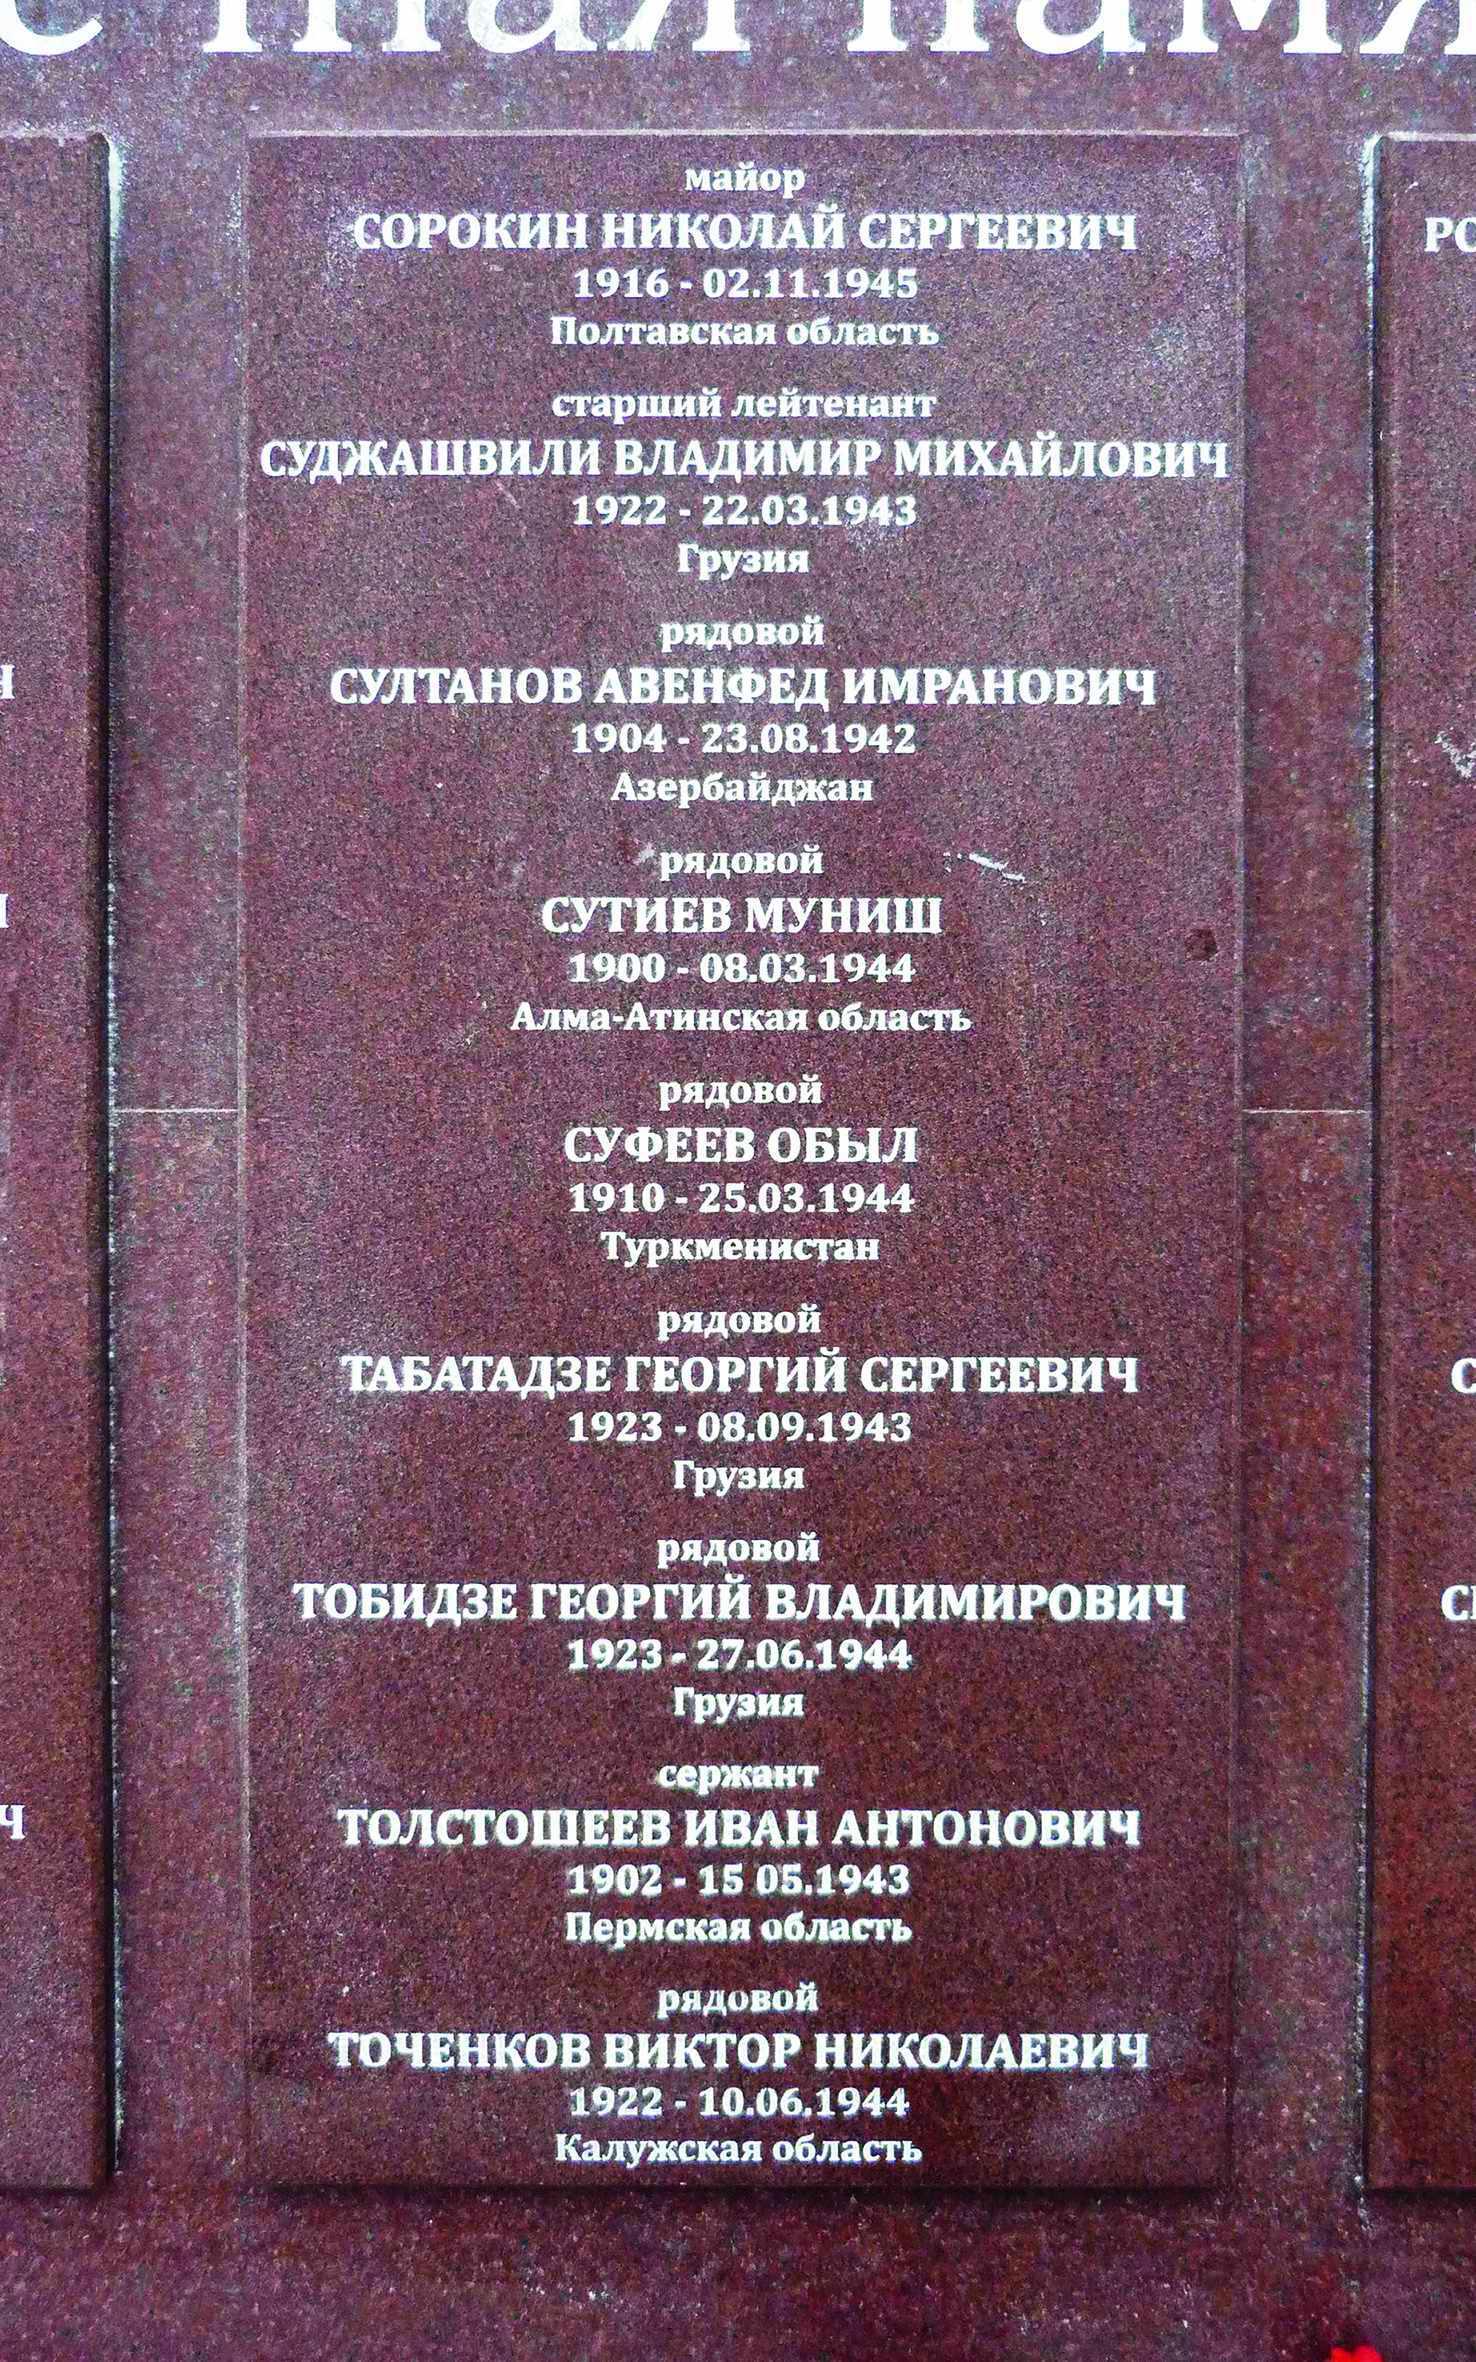 майор
СОРОКИН НИКОЛАЙ СЕРГЕЕВИЧ
1916 - 02.11.1945
Полтавская область
старший лейтенант
СУДЖАШВИЛИ ВЛАДИМИР МИХАЙЛОВИЧ
1922 - 22.03.1943
Грузия
рядовой
СУЛТАНОВ АВЕНФЕД ИМРАНОВИЧ
1904 - 23.08.1942
Азербайджан
рядовой
СУТИЕВ МУНИШ
1900 - 08.03.1944
Алма-Атинская область
рядовой
СУФЕЕВ ОБЫЛ
1910 - 25.03.1944
Туркменистан
рядовой
ТАБАТАДЗЕ ГЕОРГИЙ СЕРГЕЕВИЧ
1923 - 08.09.1943
Грузия
рядовой
ТОБИДЗЕ ГЕОРГИЙ ВЛАДИМИРОВИЧ
1923 - 27.06.1944
Грузия
сержант
ТОЛСТОШЕЕВ ИВАН АНТОНОВИЧ
1902 - 15 05.1943
Пермская область
рядовой
ТОЧЕНКОВ ВИКТОР НИКОЛАЕВИЧ
1922 - 10.06.1944
Калужская область